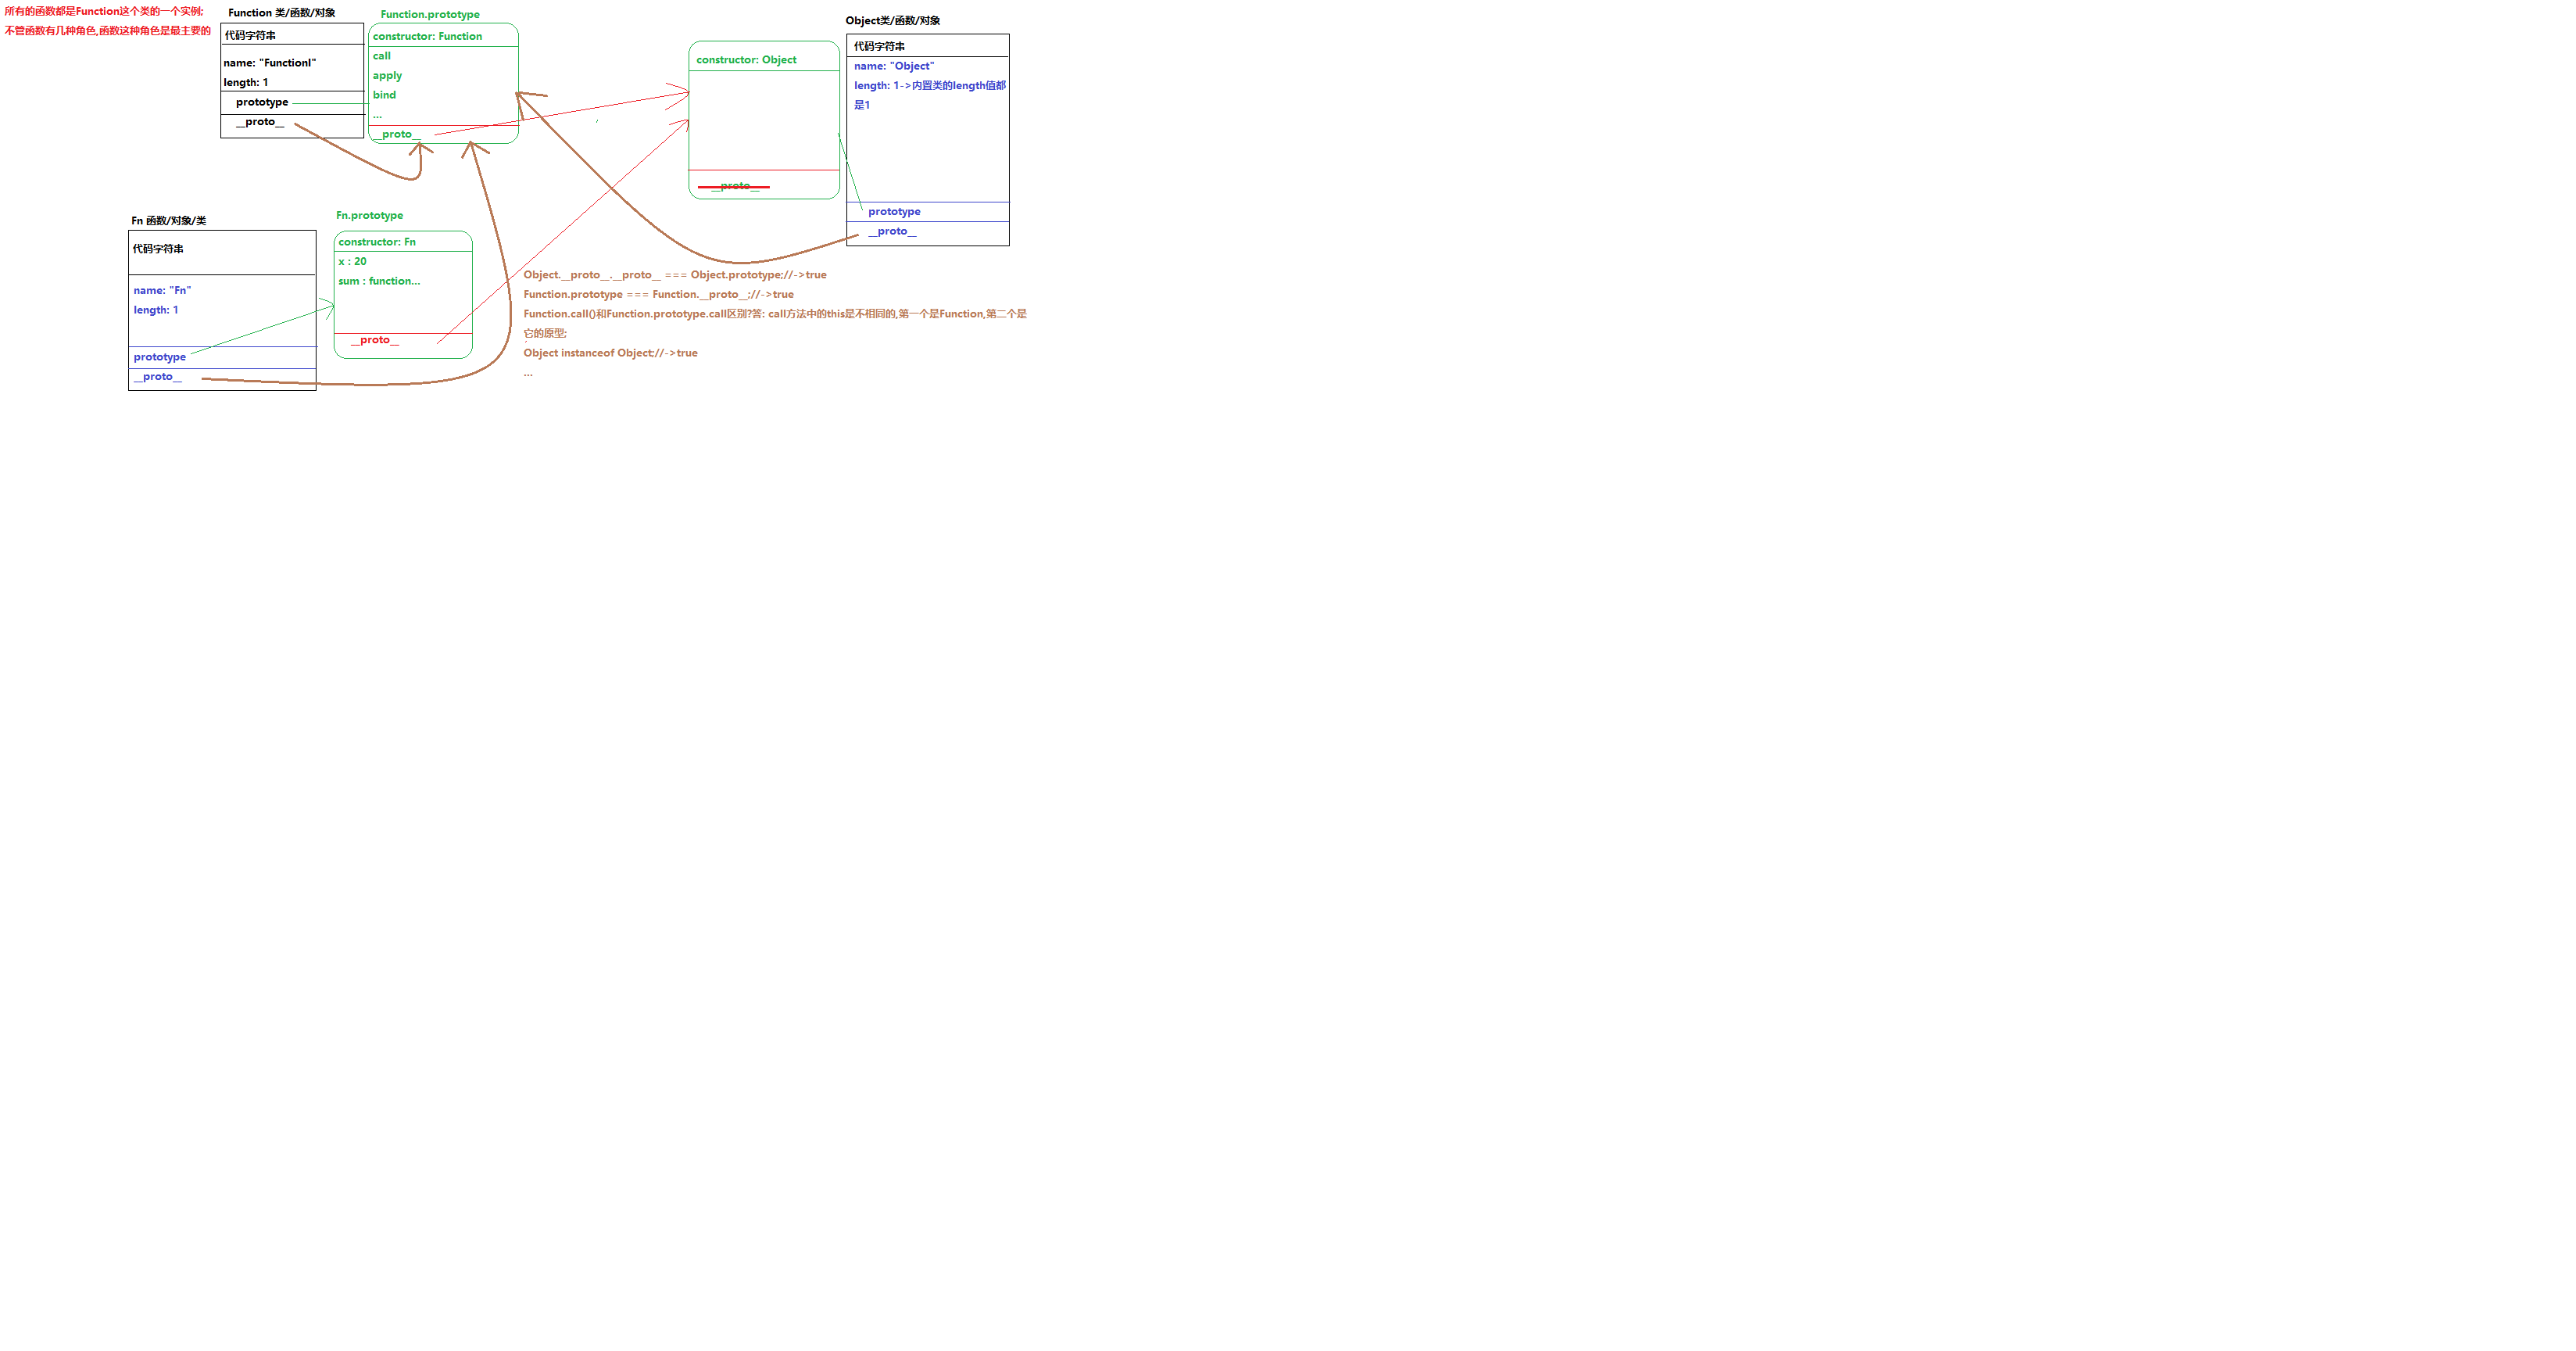 所有的函数都是Function这个类的一个实例;
不管函数有几种角色,函数这种角色是最主要的
Function 类/函数/对象
代码字符串
name: "Functionl"
length: 1
prototype
__proto__
Function.prototype
constructor: Function
call
apply
bind
...
__proto__
constructor: Object
__proto__
Object类/函数/对象
代码字符串
name: "Object"
length: 1->内置类的length值都
是1
prototype
__proto__
Fn 函数/对象/类
代码字符串
name: "Fn"
length: 1
prototype
__proto__
Fn.prototype
constructor: Fn
x : 20
sum : function...
__proto__
Object.__proto__.__proto__ === Object.prototype;//->true
Function.prototype === Function.__proto__;//->true
Function.call()和Function.prototype.call区别?答: call方法中的this是不相同的,第一个是Function,第二个是
它的原型;
Object instanceof Object;//->true
...